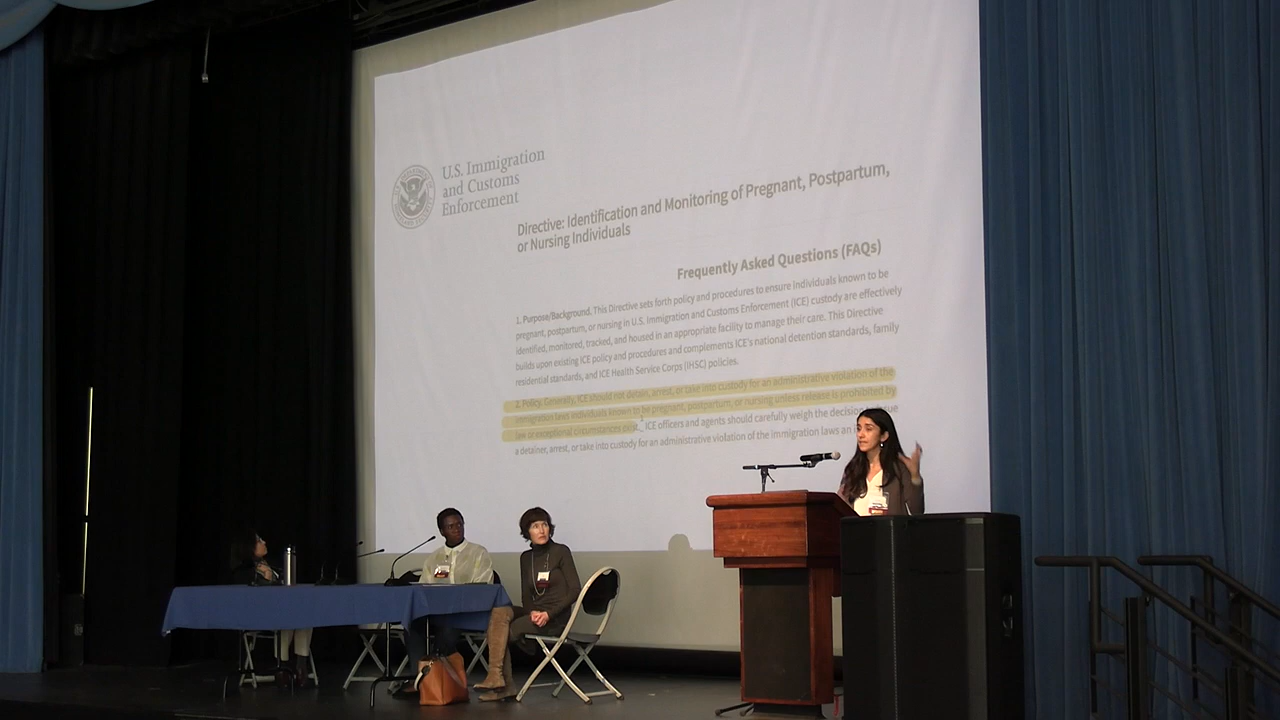 U.S. Immigration
and Customs
Enforcement
Directive: Identification and Monitoring of Pregnant, Postpartum,
or Nursing Individuals
Frequently Asked Questions (FAQs)
1. Purpose/Background. This Directive sets forth policy and procedures to ensure individuals known to be
pregnant, postpartum, or nursing in U.S. Immigration and Customs Enforcement (ICE) custody are effectively
identified, monitored, tracked, and housed in an appropriate facility to manage their care. This Directive
builds upon existing ICE policy and procedures and complements ICE's national detention standards, family
residential standards, and ICE Health Service Corps (IHSC) policies.
2. Policy. Generally, ICE should not detain, arrest, or take into custody for an administrative violation of the
immigration laws individuals known to be pregnant, postpartum, or nursing unless release is prohibited by
law or exceptional circumstances exist. ICE officers and agents should carefully weigh the decision
a detainer, arrest, or take into custody for an administrative violation of the immigration laws an